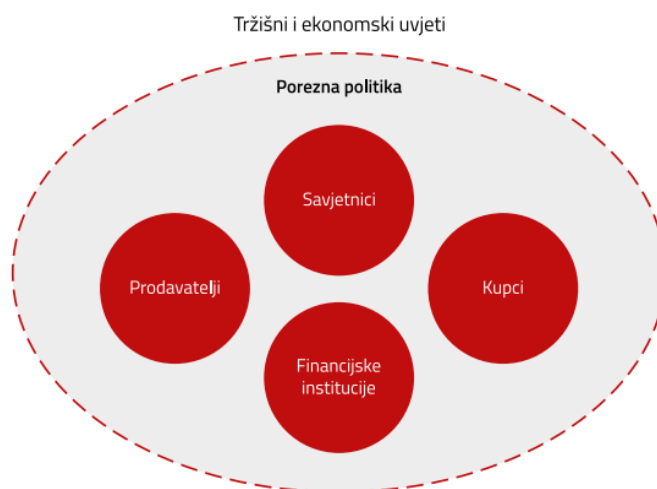 Tržišni i ekonomski uvjeti
Porezna politika
Savjetnici
Prodavatelji
Kupci
Financijske
institucije